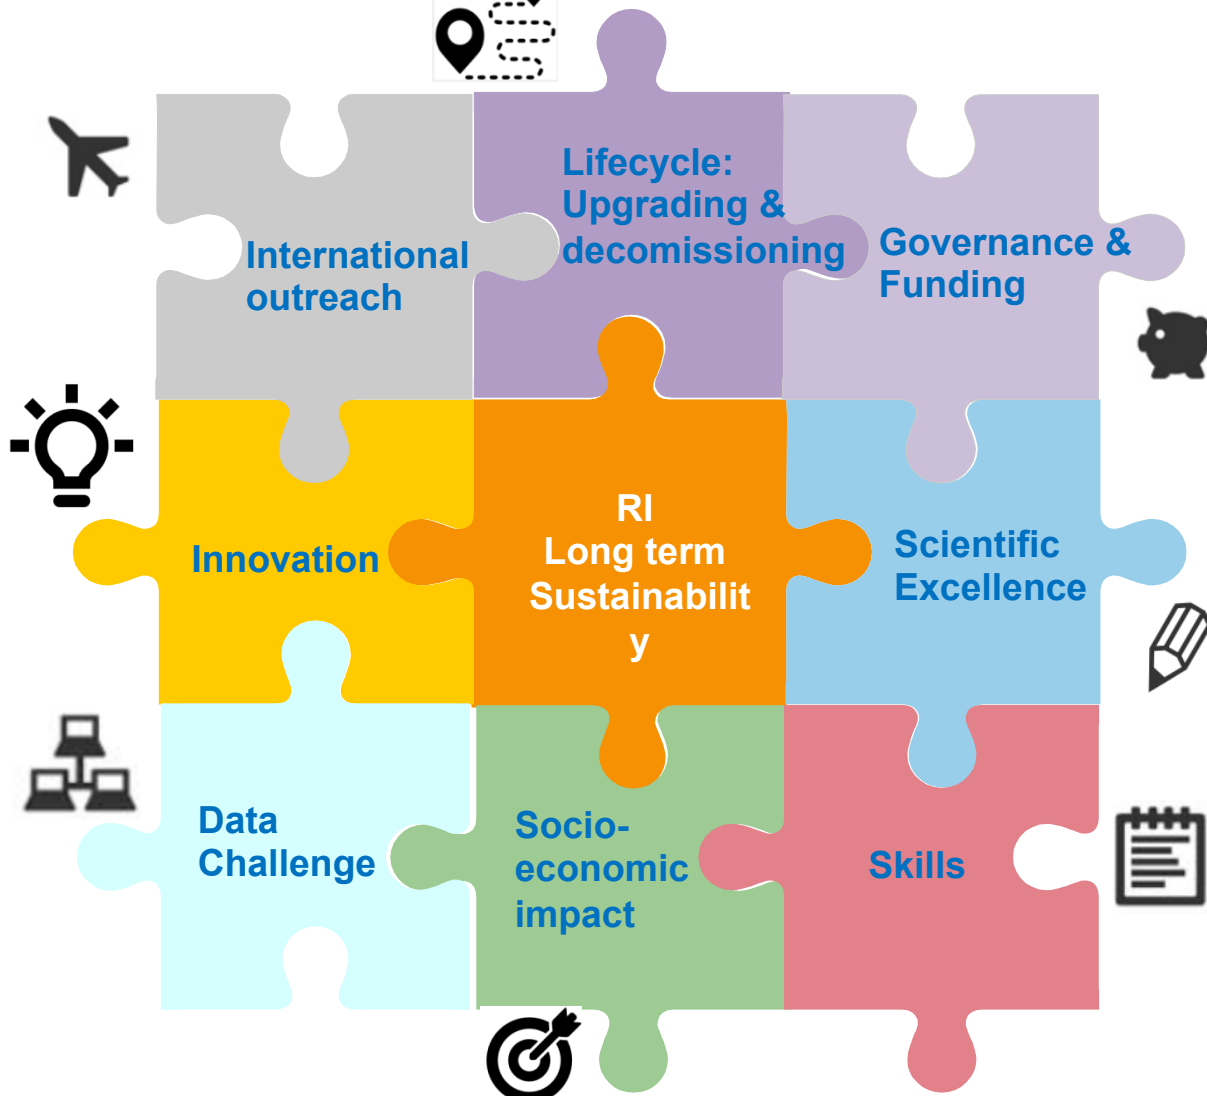 International
outreach
Lifecycle:
Upgrading &
decomissioning
Governance &
Funding
Innovation
RI
Long term
Sustainabilit
y
Scientific
Excellence
Data
Challenge
Socio-
economic
impact
Skills